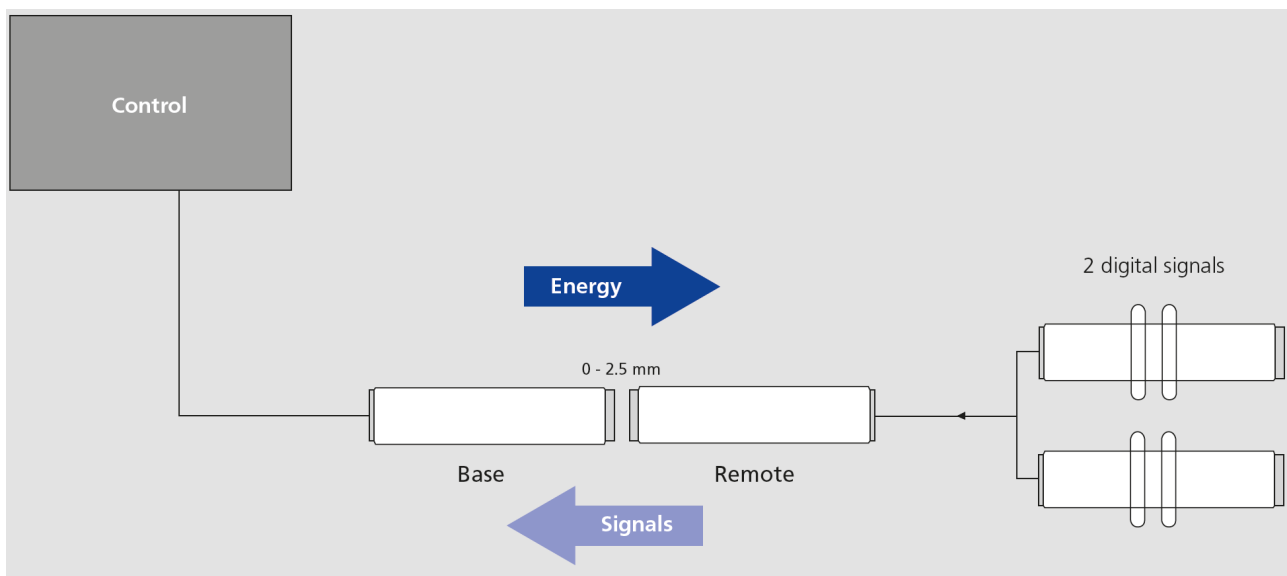 Control
2 digital signals
Energy
0 - 2.5 mm
Base
Remote
Signals